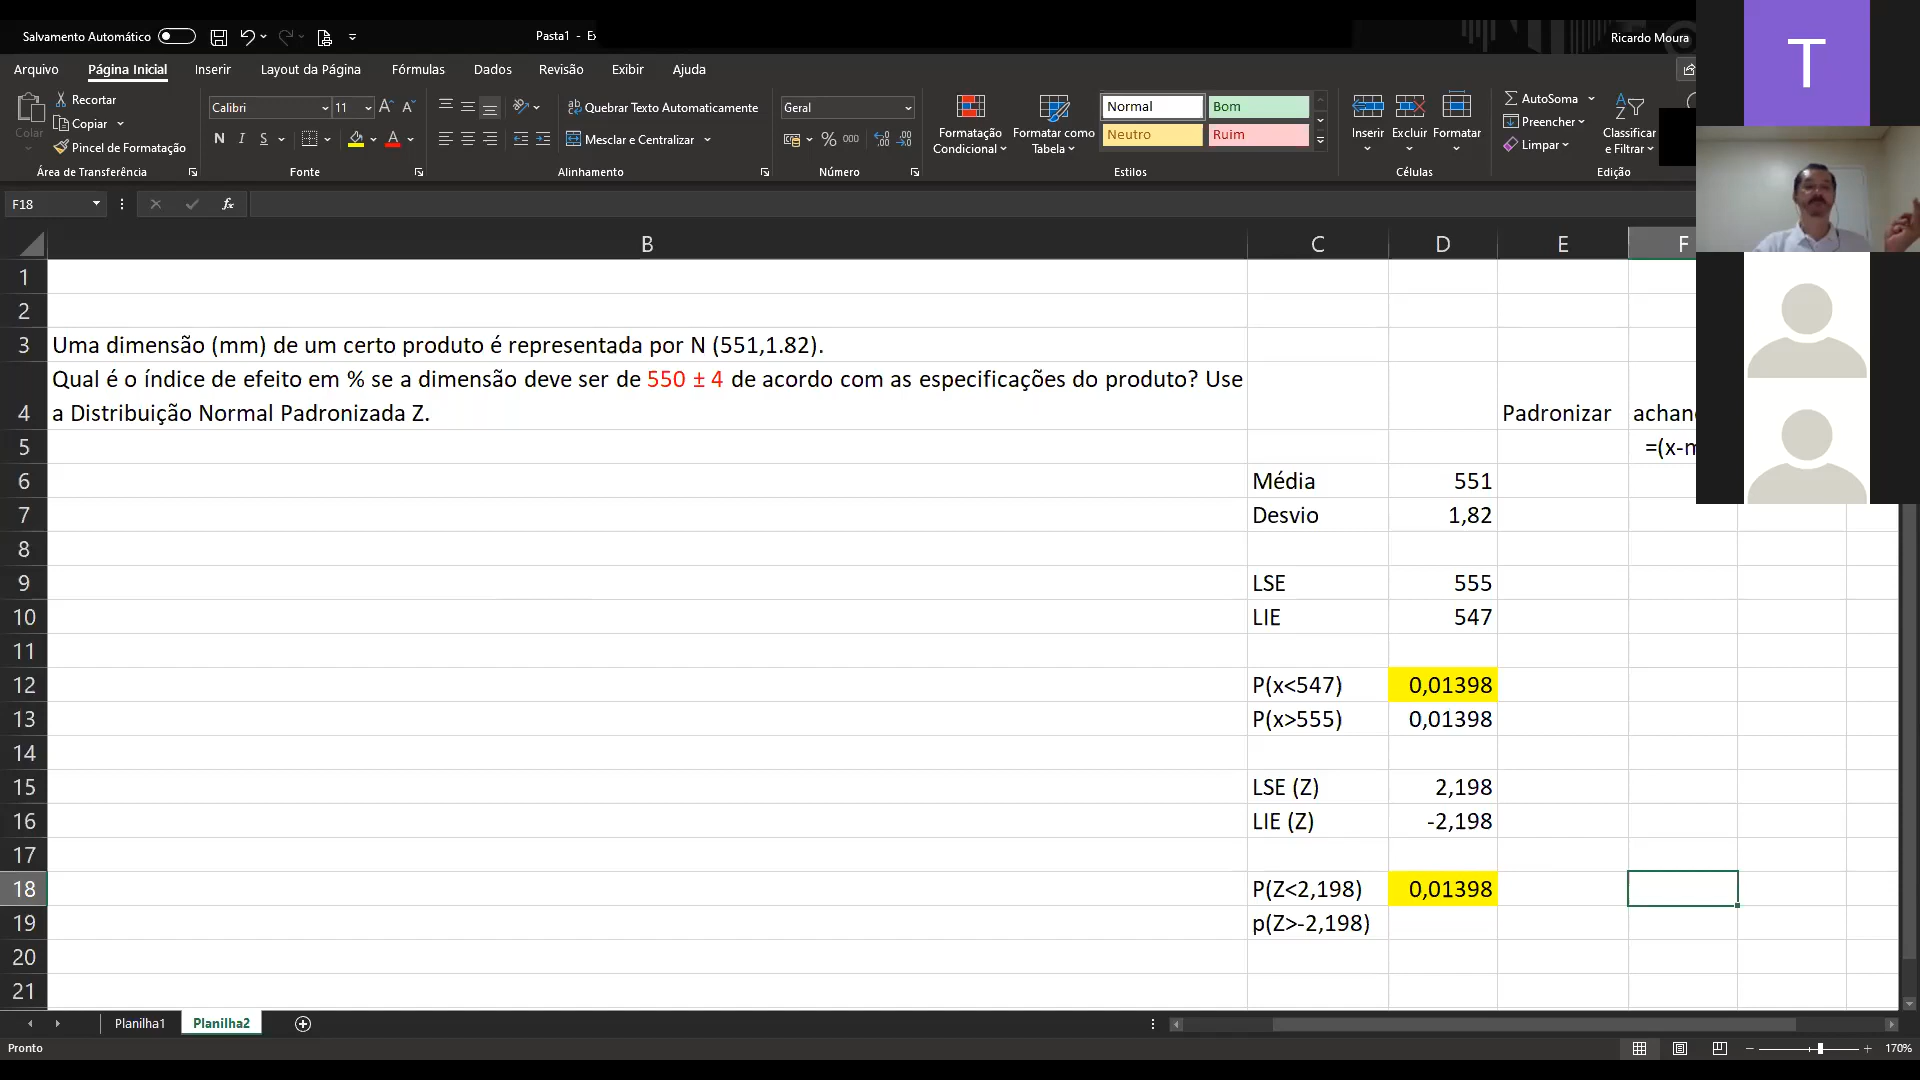 Salvamento Automático
Pasta1 - Ex
Ricardo Moura
T
Arquivo
Página Inicial
Inserir
Layout da Página
Fórmulas
Dados
Revisão
Exibir
Ajuda
Colar
Recortar
Copiar
Pincel de Formatação
Área de Transferência
Calibri
11
N I S
Fonte
Quebrar Texto Automaticamente
Mesclar e Centralizar
Alinhamento
Geral
% 000
Número
Formatação Condicional
Formatar como Tabela
Normal
Bom
Neutro
Ruim
Estilos
Inserir
Excluir
Formatar
Células
AutoSoma
Preencher
Limpar
Classificar e Filtrar
Edição
F18
fx
B C D E F
1
2
3 Uma dimensão (mm) de um certo produto é representada por N (551,1.82).
Qual é o índice de efeito em % se a dimensão deve ser de 550 ± 4 de acordo com as especificações do produto? Use
4 a Distribuição Normal Padronizada Z. Padronizar achan
5 =(x-m
6 Média 551
7 Desvio 1,82
8
9 LSE 555
10 LIE 547
11
12 P(x<547) 0,01398
13 P(x>555) 0,01398
14
15 LSE (Z) 2,198
16 LIE (Z) -2,198
17
18 P(Z<2,198) 0,01398
19 p(Z>-2,198)
20
21
Planilha1
Planilha2
Pronto
170%